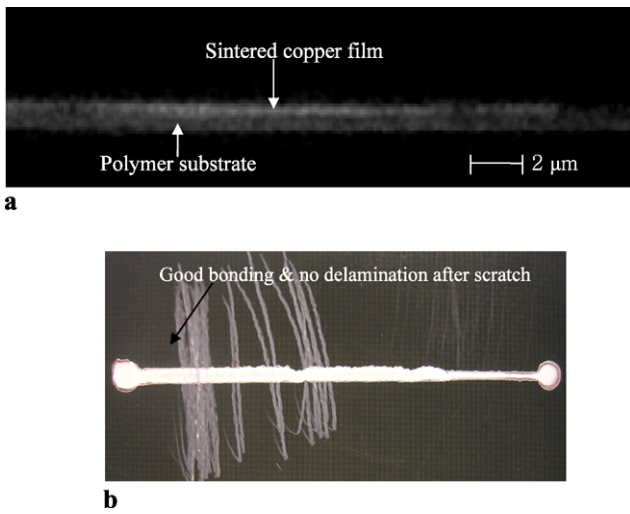 Sintered copper film
Polymer substrate
2 μm
a
Good bonding & no delamination after scratch
b